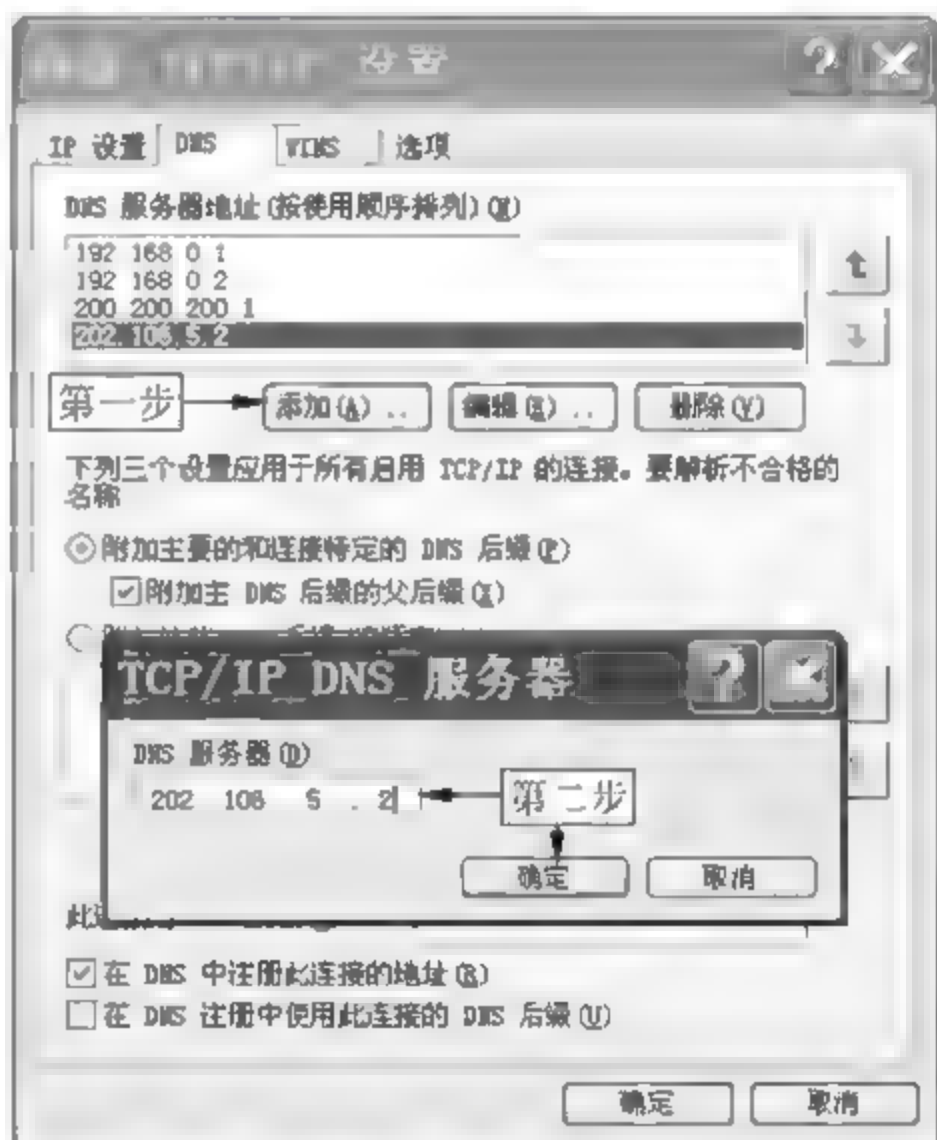 设置
IP 设置 DNS WINS 选项
DNS 服务器地址(按使用顺序排列)(N)
192 168 0 1
192 168 0 2
200 200 200 1
202.106.5.2
第一步 添加(A) .. 编辑(E) .. 删除(V)
下列三个设置应用于所有启用 TCP/IP 的连接。要解析不合格的
名称
附加主要的和连接特定的 DNS 后缀(P)
附加主 DNS 后缀的父后缀(X)
TCP/IP DNS 服务器
DNS 服务器(D)
202 106 5 . 2 第二步
确定 取消
在 DNS 中注册此连接的地址(R)
在 DNS 注册中使用此连接的 DNS 后缀(U)
确定 取消